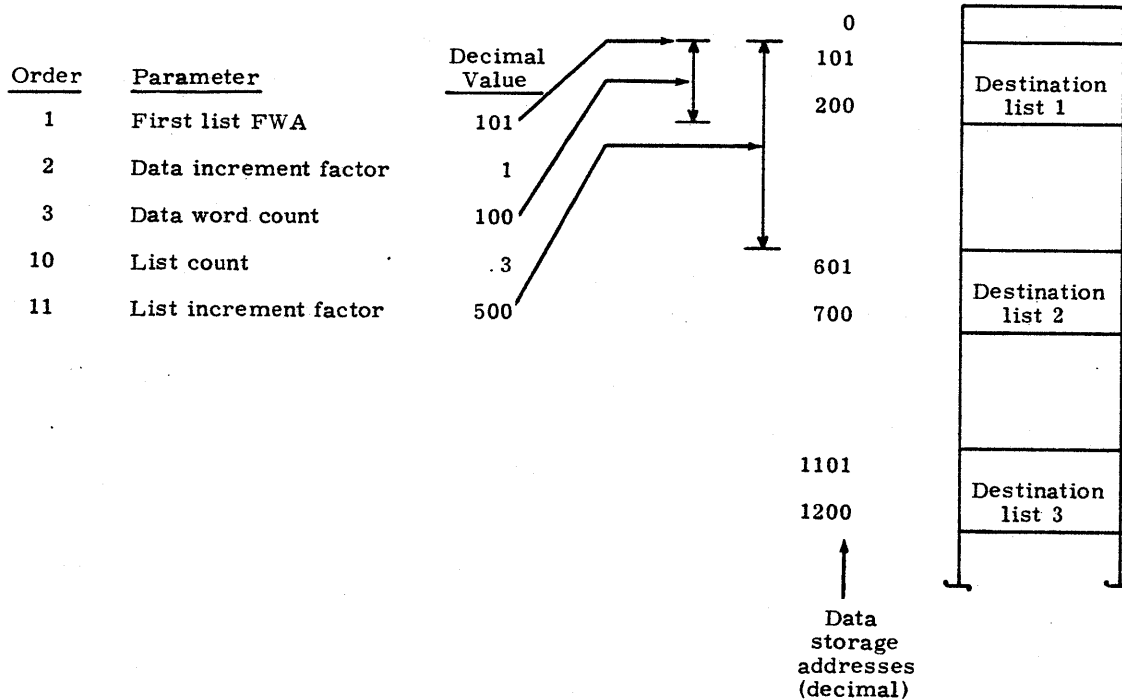 Order Parameter Decimal Value
1 First list FWA 101
2 Data increment factor 1
3 Data word count 100
10 List count .3
11 List increment factor 500
0
101
200
601
700
1101
1200
Data
storage
addresses
(decimal)
Destination
list 1
Destination
list 2
Destination
list 3